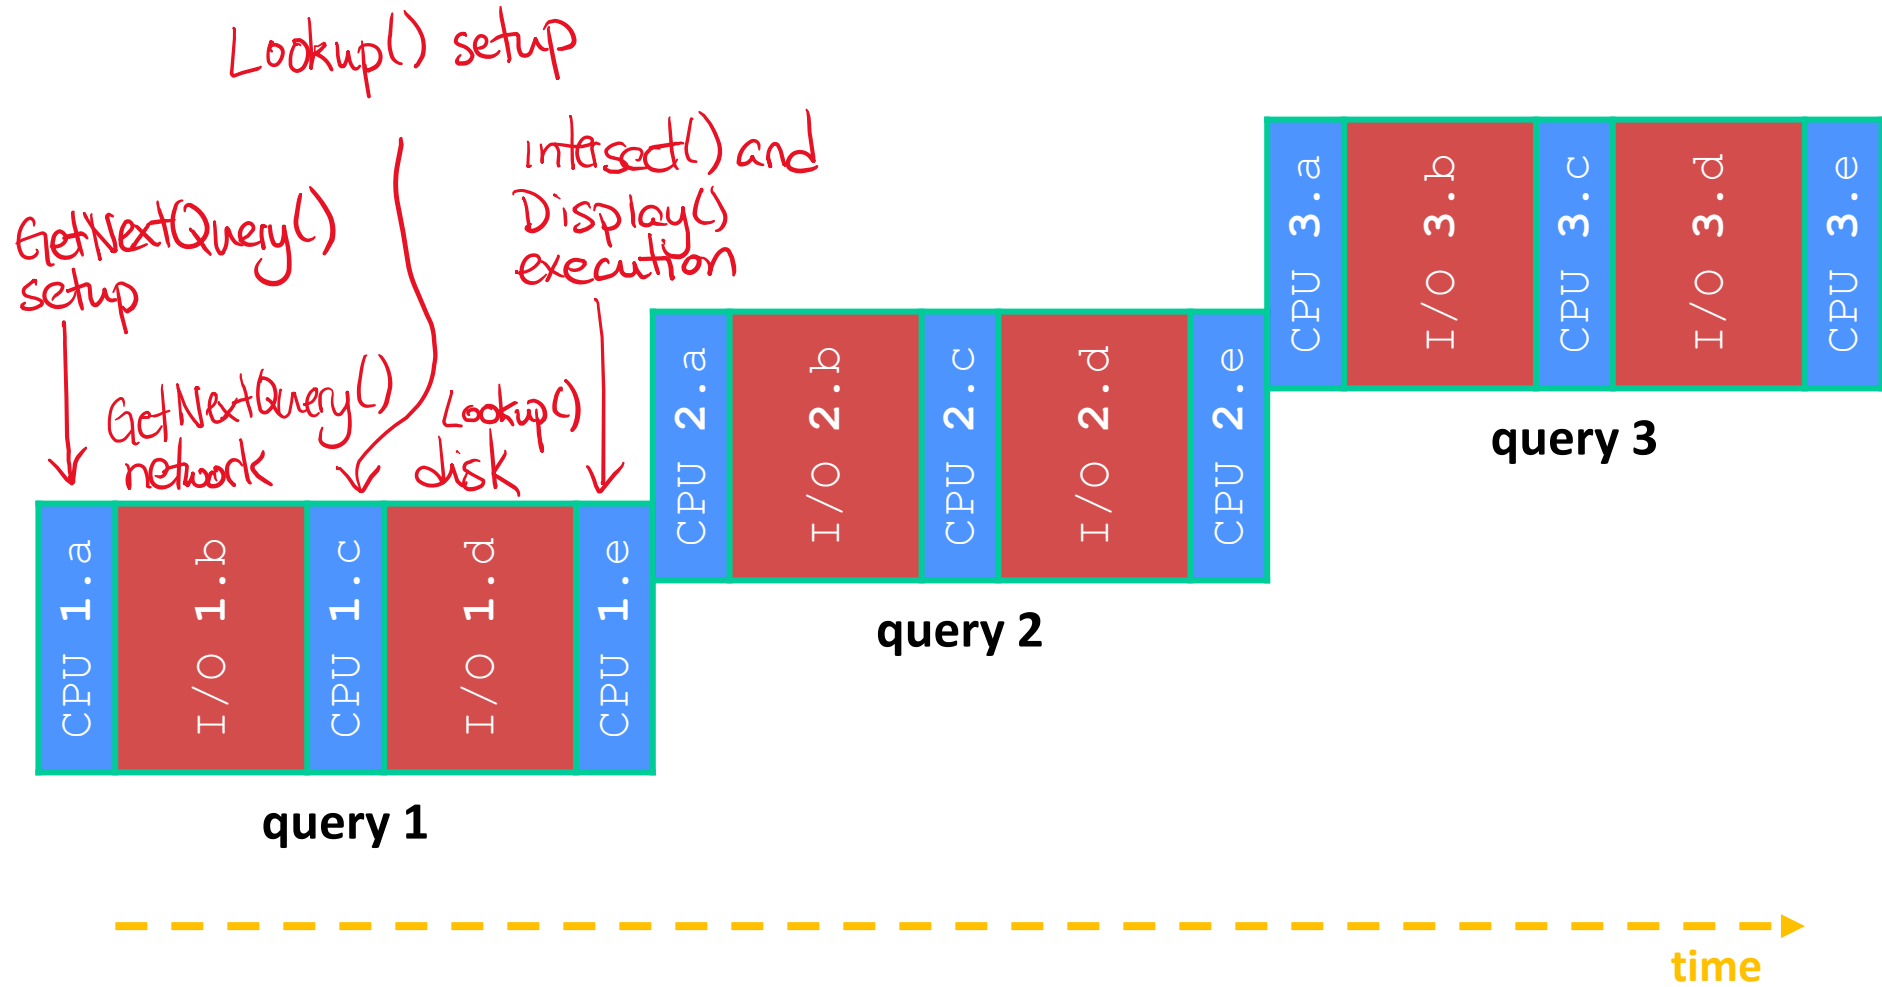 Lookup() setup
intersect() and
Display()
execution
GetNextQuery()
setup
GetNextQuery()
network
Lookup()
disk
CPU 1.a
I/O 1.b
CPU 1.c
I/O 1.d
CPU 1.e
query 1
CPU 2.a
I/O 2.b
CPU 2.c
I/O 2.d
CPU 2.e
query 2
CPU 3.a
I/O 3.b
CPU 3.c
I/O 3.d
CPU 3.e
query 3
time